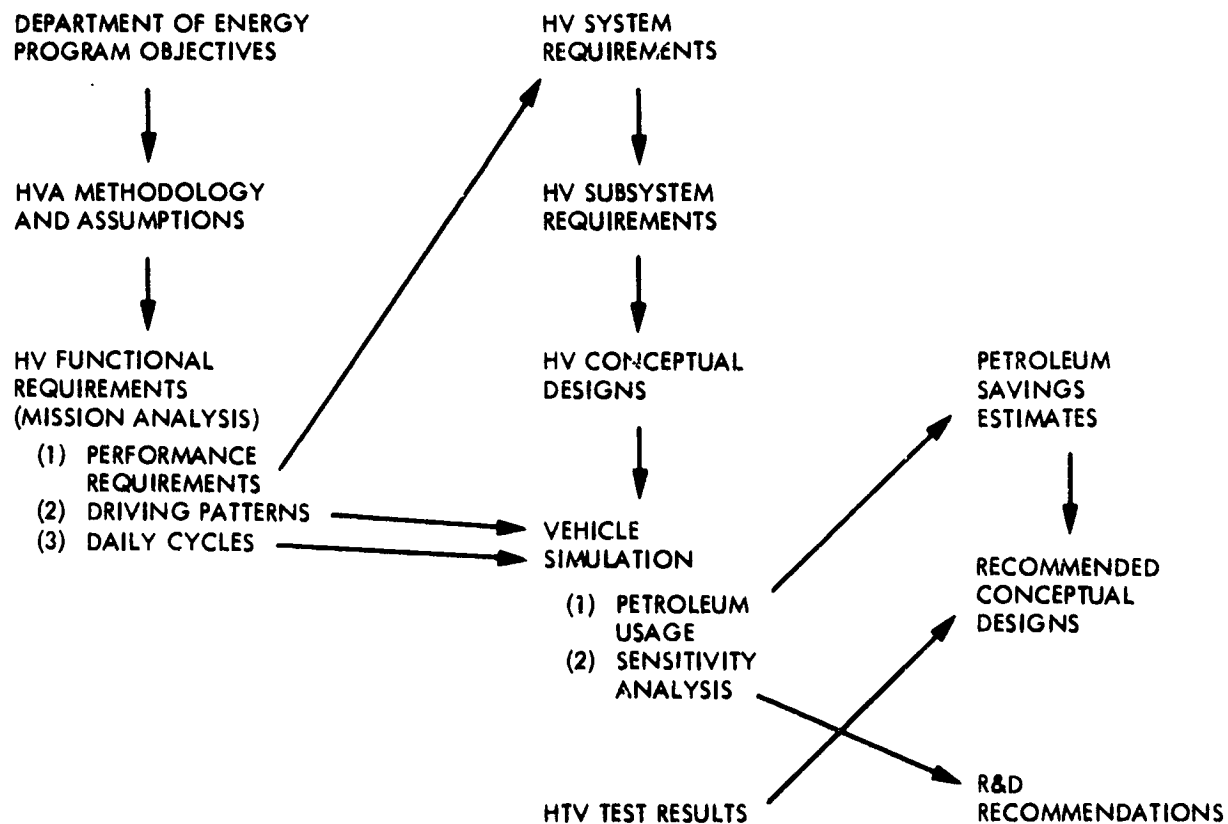 DEPARTMENT OF ENERGY
PROGRAM OBJECTIVES
HVA METHODOLOGY
AND ASSUMPTIONS
HV FUNCTIONAL
REQUIREMENTS
(MISSION ANALYSIS)
(1) PERFORMANCE
REQUIREMENTS
(2) DRIVING PATTERNS
(3) DAILY CYCLES
HV SYSTEM
REQUIREMENTS
HV SUBSYSTEM
REQUIREMENTS
HV CONCEPTUAL
DESIGNS
VEHICLE
SIMULATION
(1) PETROLEUM
USAGE
(2) SENSITIVITY
ANALYSIS
HTV TEST RESULTS
PETROLEUM
SAVINGS
ESTIMATES
RECOMMENDED
CONCEPTUAL
DESIGNS
R&D
RECOMMENDATIONS